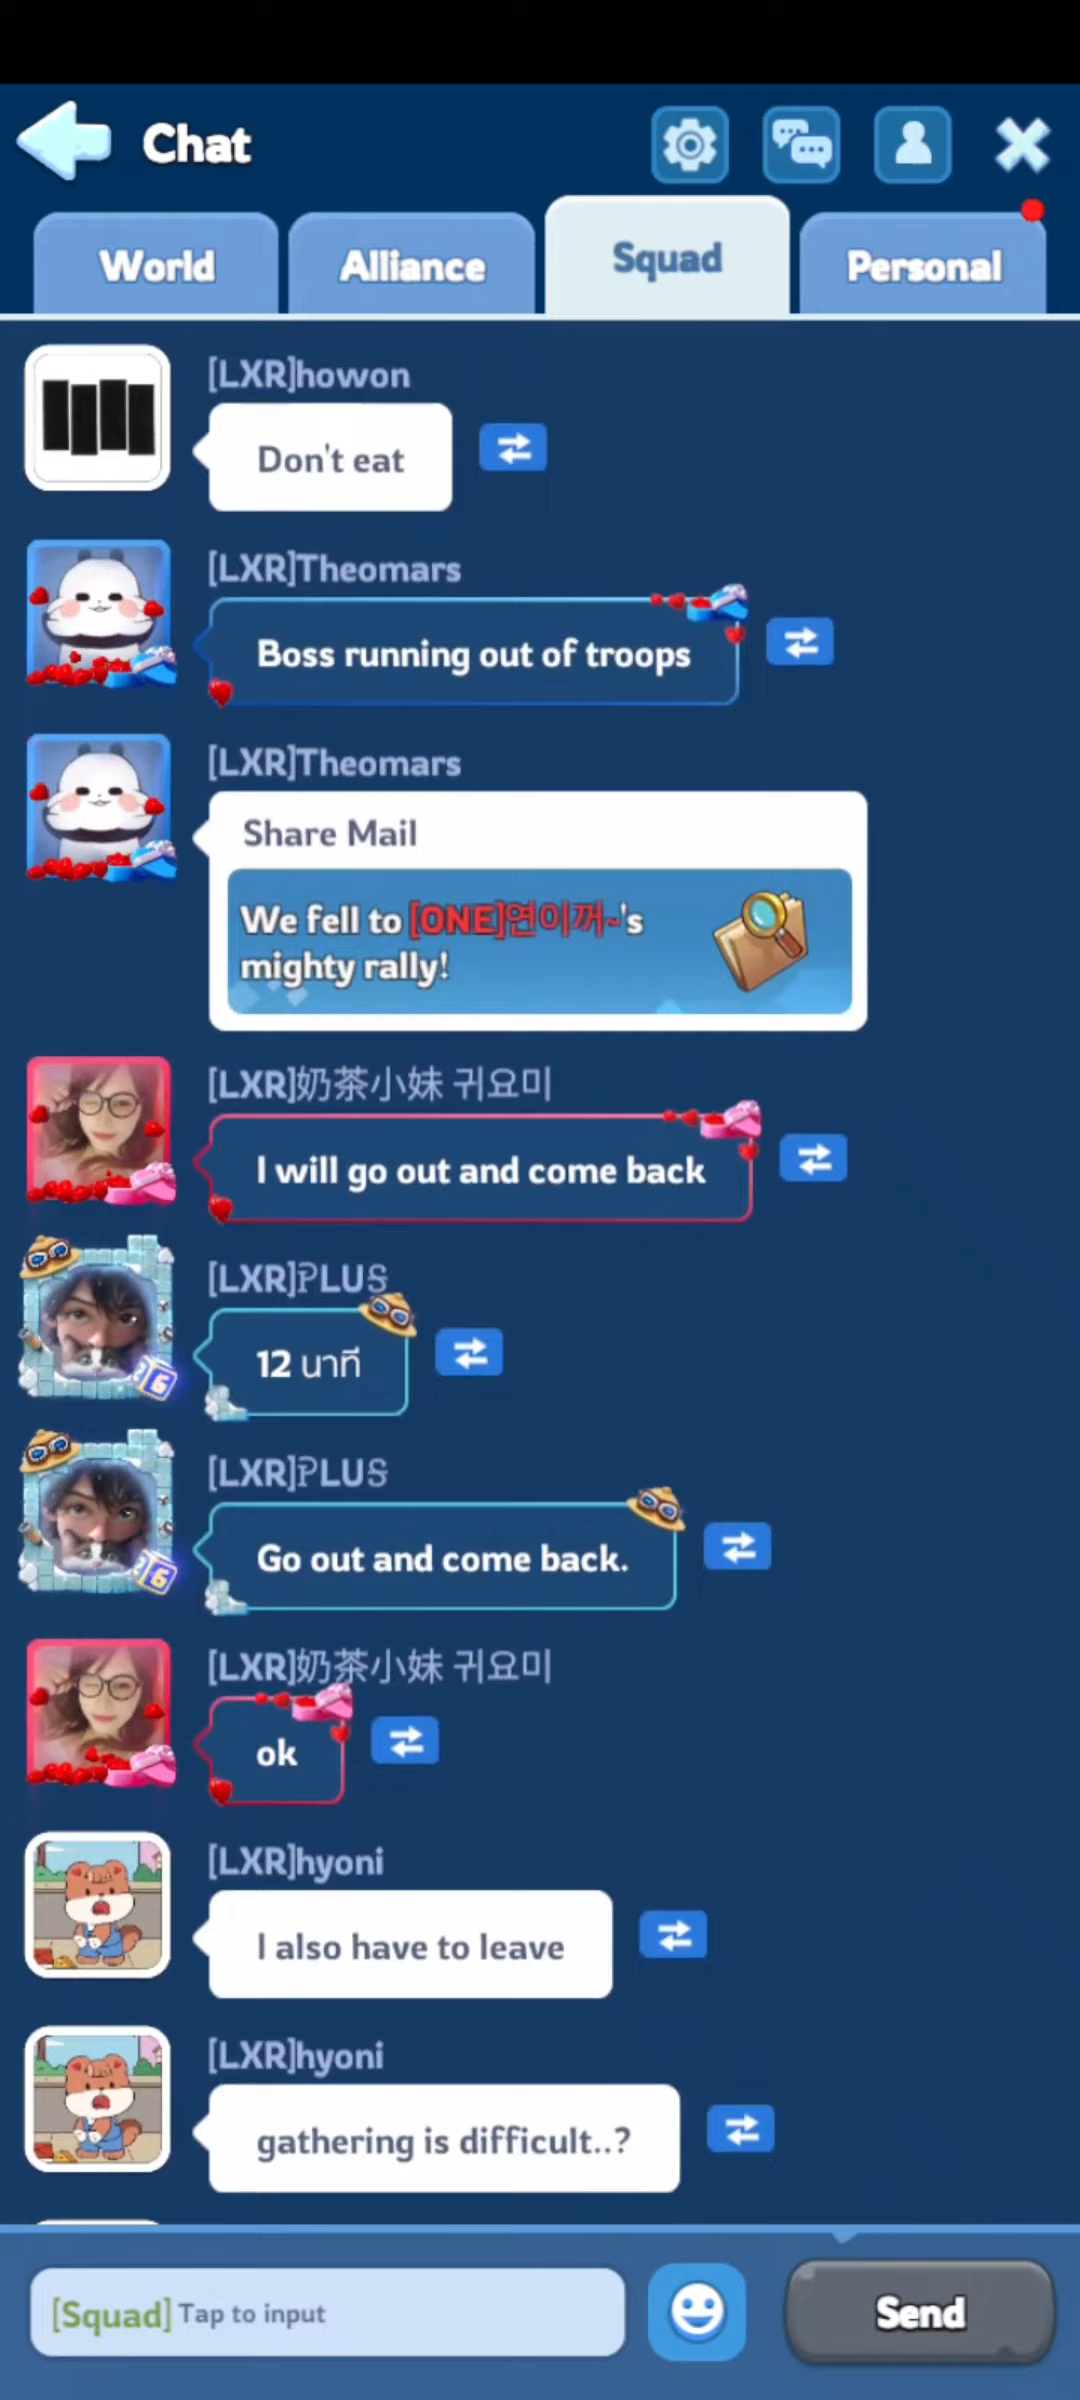 Chat
World
Alliance
Squad
Personal
[LXR]howon
Don't eat
[LXR]Theomars
Boss running out of troops
[LXR]Theomars
Share Mail
We fell to [ONE]연이꺼~'s
mighty rally!
[LXR]奶茶小妹 귀요미
I will go out and come back
[LXR]PLUS
12 นาที
[LXR]PLUS
Go out and come back.
[LXR]奶茶小妹 귀요미
ok
[LXR]hyoni
I also have to leave
[LXR]hyoni
gathering is difficult..?
[Squad] Tap to input
Send